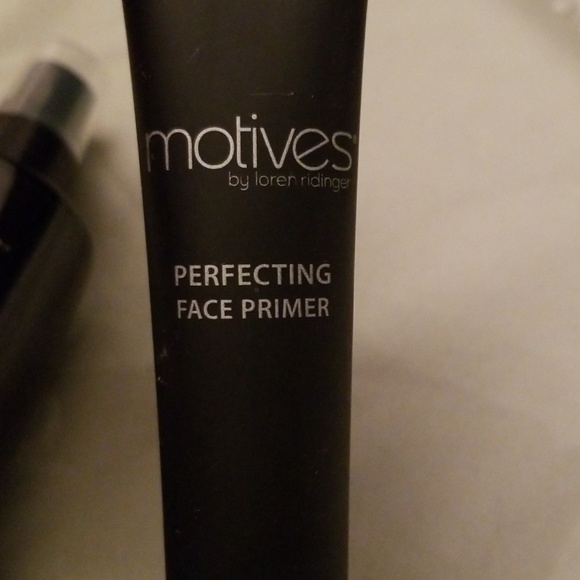 motives
by loren ridinger
PERFECTING
FACE PRIMER